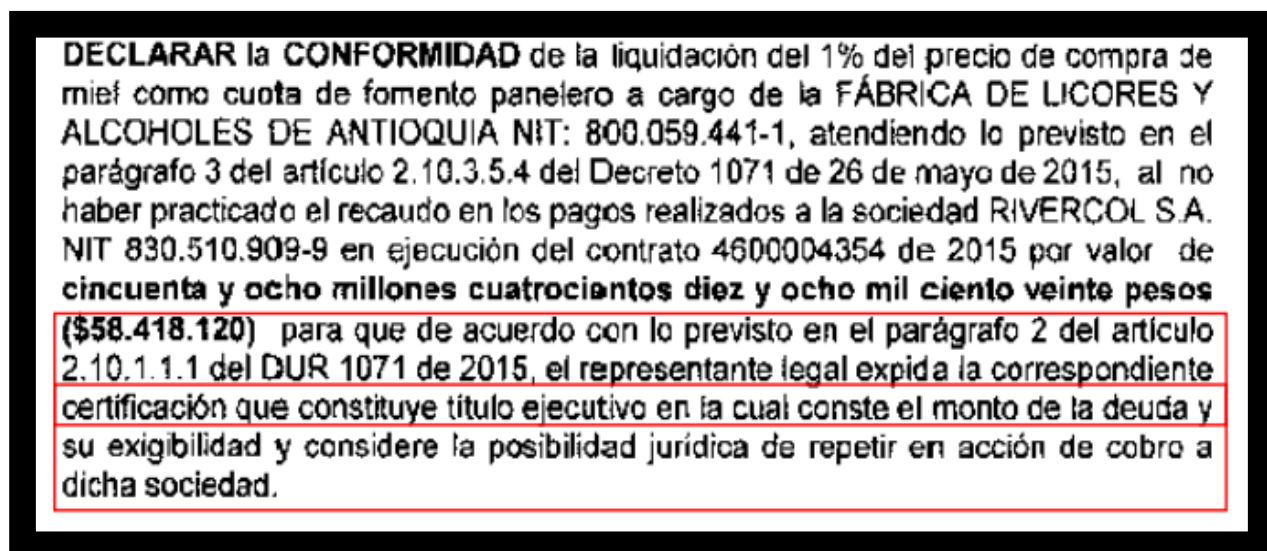 DECLARAR la CONFORMIDAD de la liquidación del 1% del precio de compra de
miel como cuota de fomento panelero a cargo de la FÁBRICA DE LICORES Y
ALCOHOLES DE ANTIOQUIA NIT: 800.059.441-1, atendiendo lo previsto en el
parágrafo 3 del artículo 2.10.3.5.4 del Decreto 1071 de 26 de mayo de 2015, al no
haber practicado el recaudo en los pagos realizados a la sociedad RIVERCOL S.A.
NIT 830.510.909-9 en ejecución del contrato 4600004354 de 2015 por valor de
cincuenta y ocho millones cuatrocientos diez y ocho mil ciento veinte pesos
($58.418.120) para que de acuerdo con lo previsto en el parágrafo 2 del artículo
2.10.1.1.1 del DUR 1071 de 2015, el representante legal expida la correspondiente
certificación que constituye titulo ejecutivo en la cual conste el monto de la deuda y
su exigibilidad y considere la posibilidad jurídica de repetir en acción de cobro a
dicha sociedad.